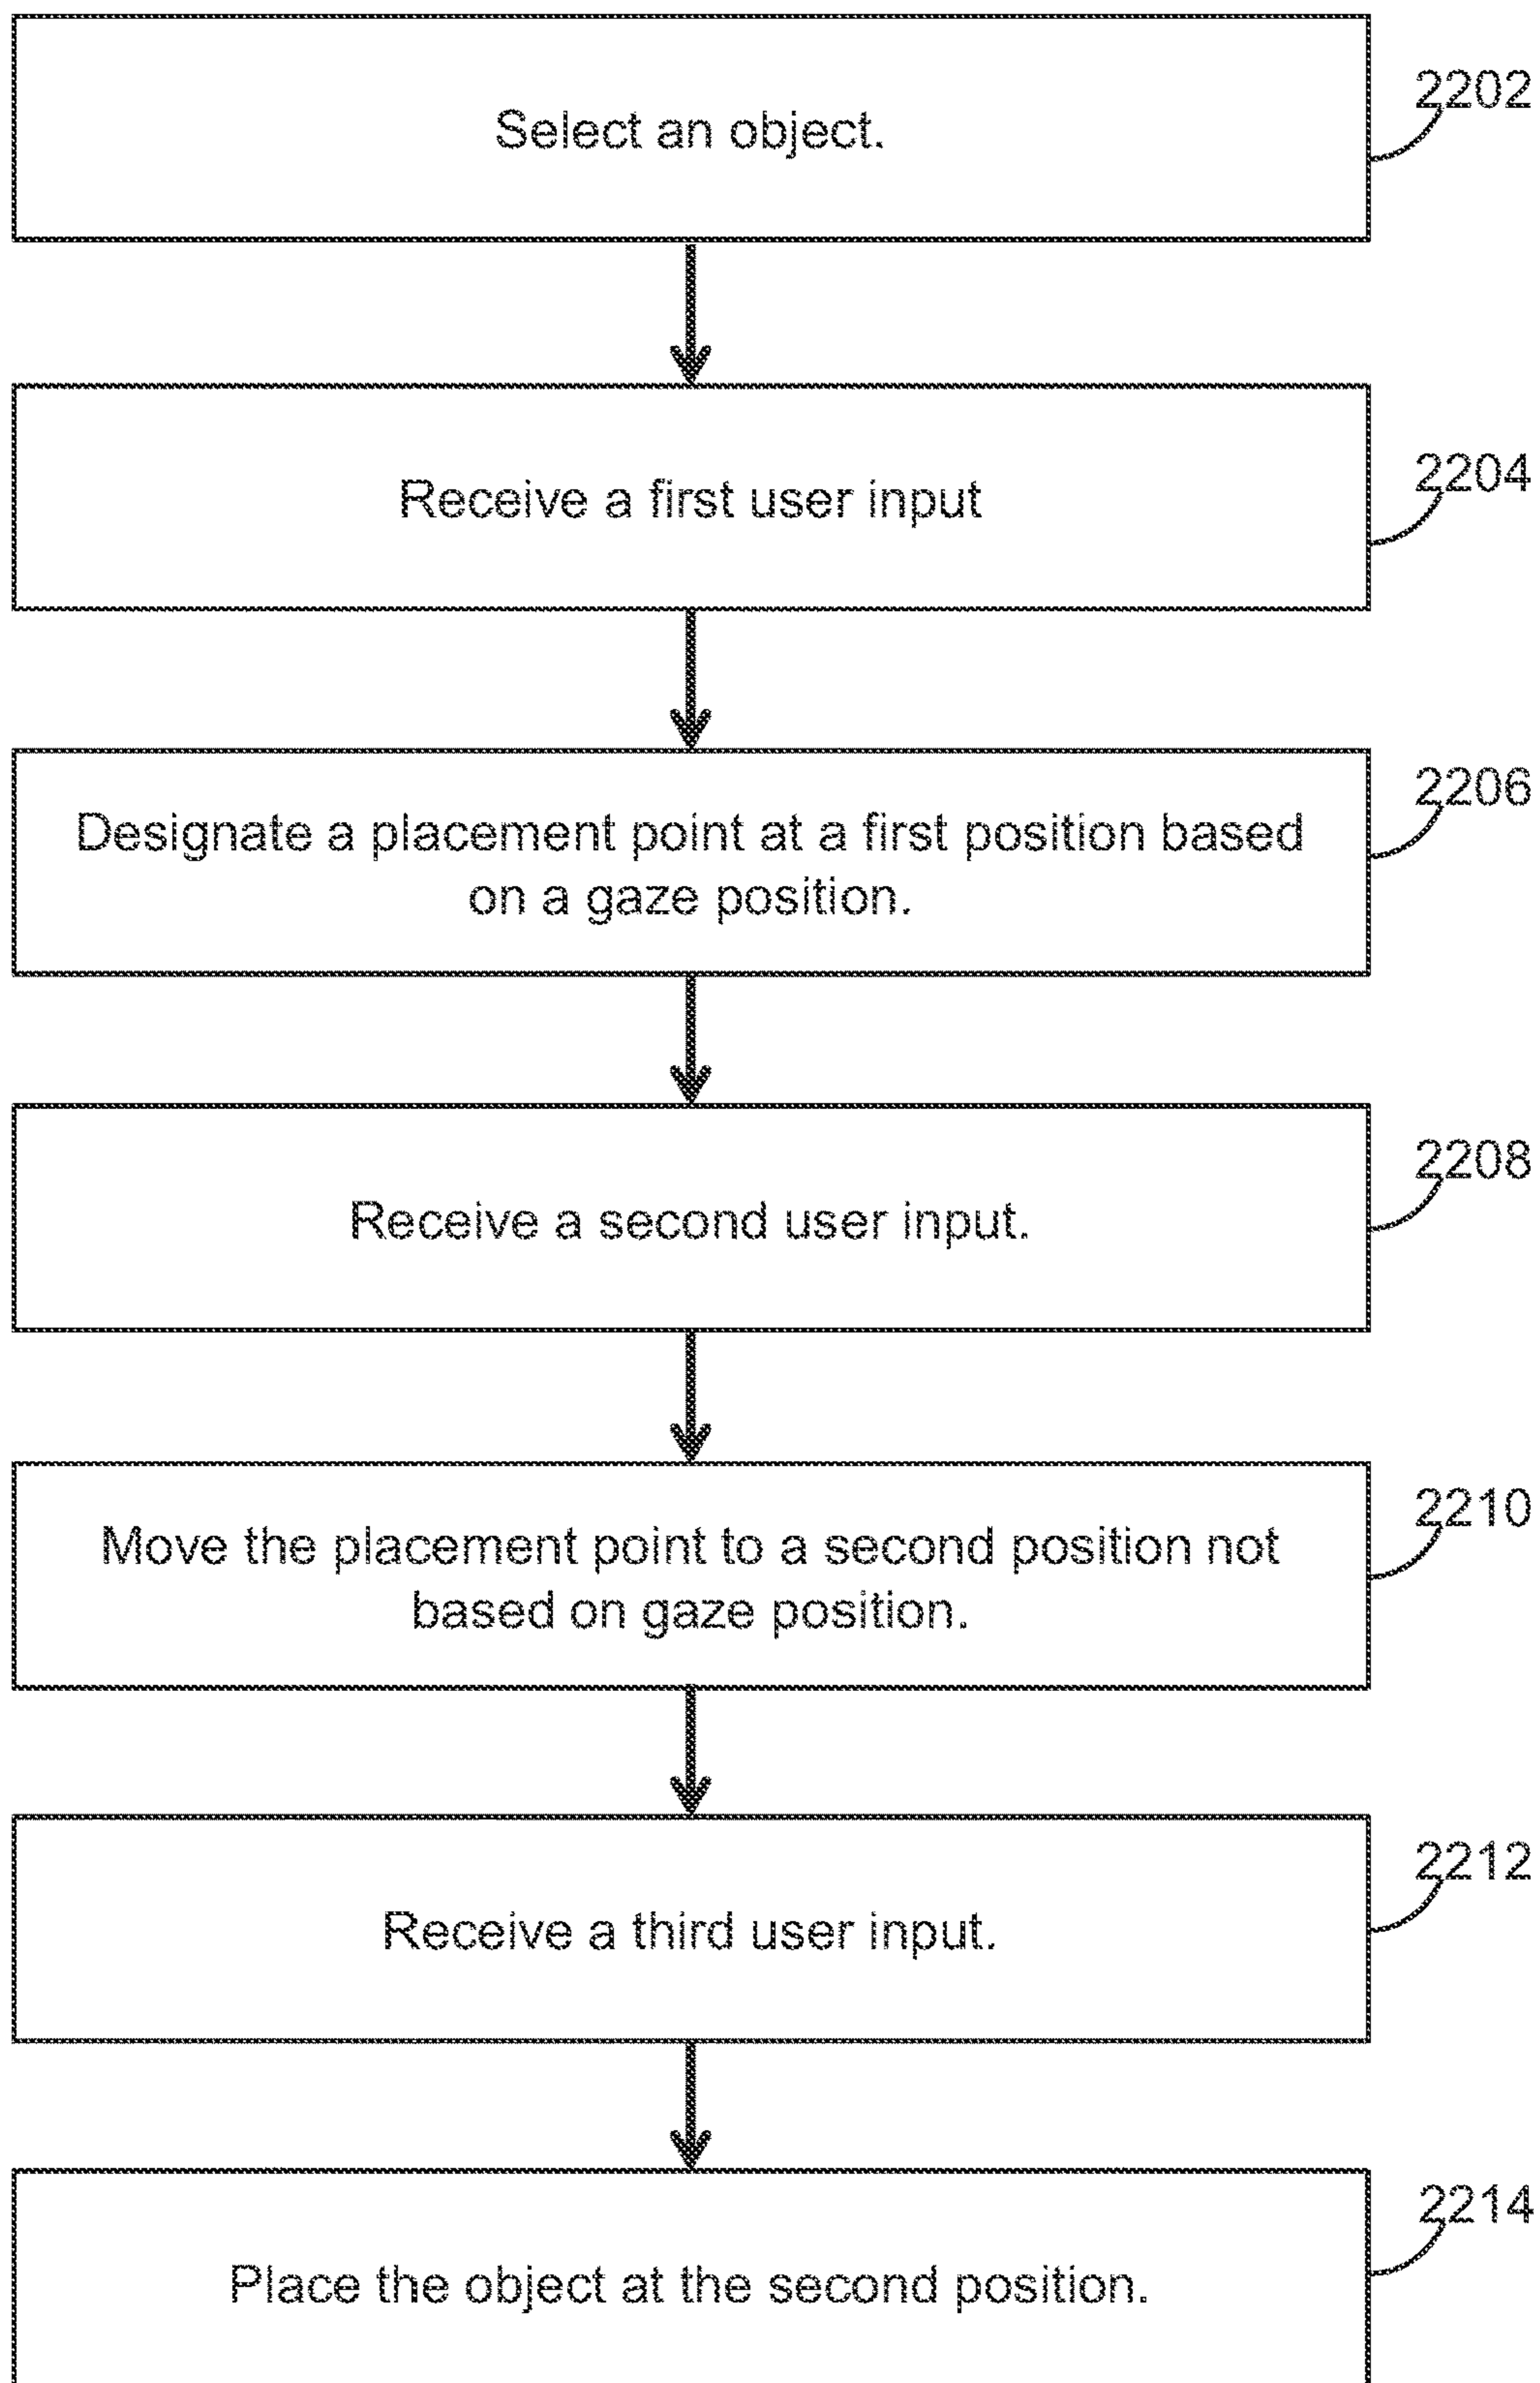 Select an object.
2202
Receive a first user input
2204
Designate a placement point at a first position based
on a gaze position.
2206
Receive a second user input.
2208
Move the placement point to a second position not
based on gaze position.
2210
Receive a third user input.
2212
Place the object at the second position.
2214